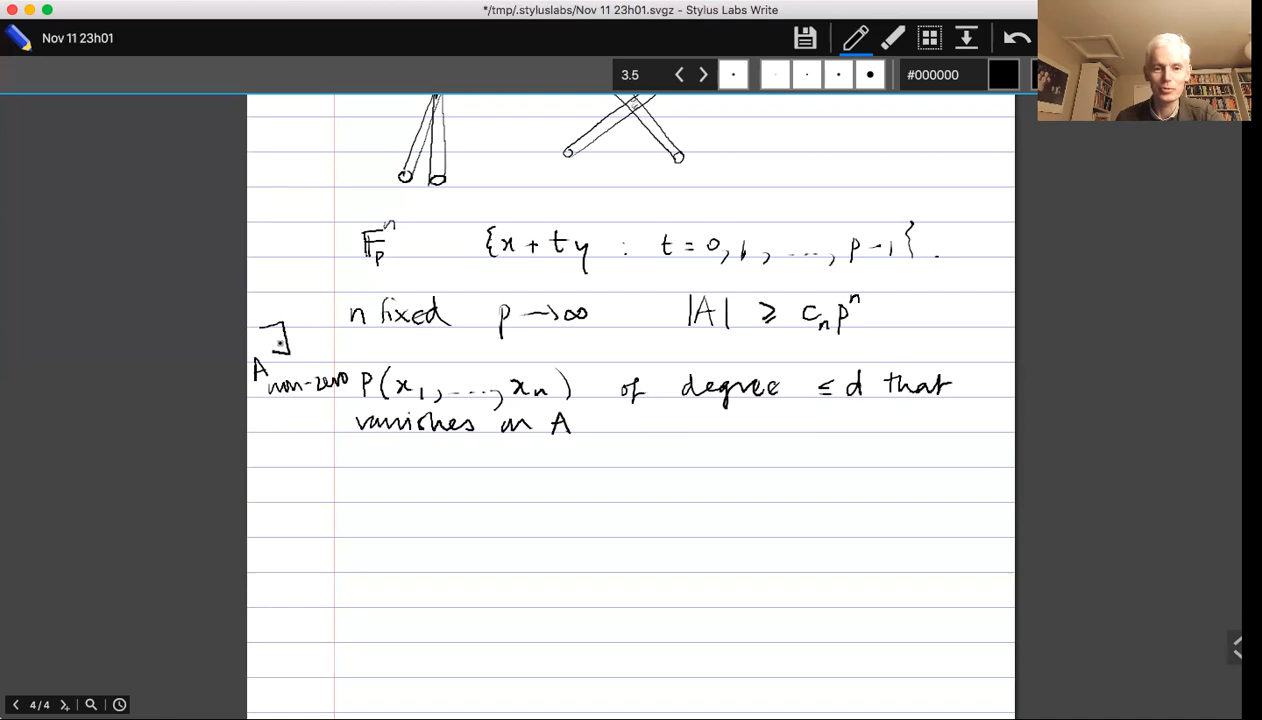 */tmp/.styluslabs/Nov 11 23h01.svgz - Stylus Labs Write
Nov 11 23h01
3.5
#000000
𝔽ₚⁿ {x + ty : t = 0, 1, ..., p-1}.
n fixed p → ∞ |A| ≥ cₙpⁿ
∃
A non-zero P(x₁, ..., xₙ) of degree ≤ d that
vanishes on A
4/4